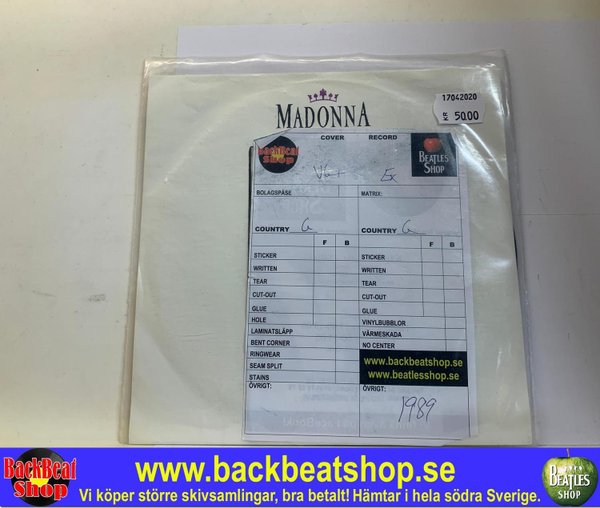 MADONNA
17042020
KR 5000
COVER RECORD
BackBeat Shop
VG+ Ex
BEATLES SHOP
BOLAGSPÅSE MATRIX:
COUNTRY G COUNTRY G
F B F B
STICKER STICKER
WRITTEN WRITTEN
TEAR TEAR
CUT-OUT CUT-OUT
GLUE GLUE
HOLE VINYLBUBBLOR
LAMINATSLÄPP VÄRMESKADA
BENT CORNER NO CENTER
RINGWEAR
SEAM SPLIT
STAINS
www.backbeatshop.se
www.beatlesshop.se
ÖVRIGT: ÖVRIGT:
1989
BackBeat Shop
www.backbeatshop.se
Vi köper större skivsamlingar, bra betalt! Hämtar i hela södra Sverige.
BEATLES SHOP